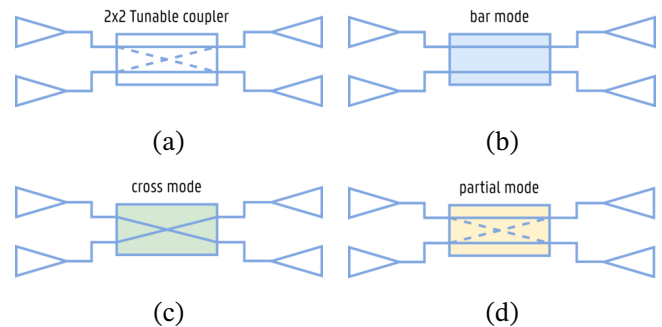 2x2 Tunable coupler
bar mode
(a)
(b)
cross mode
partial mode
(c)
(d)